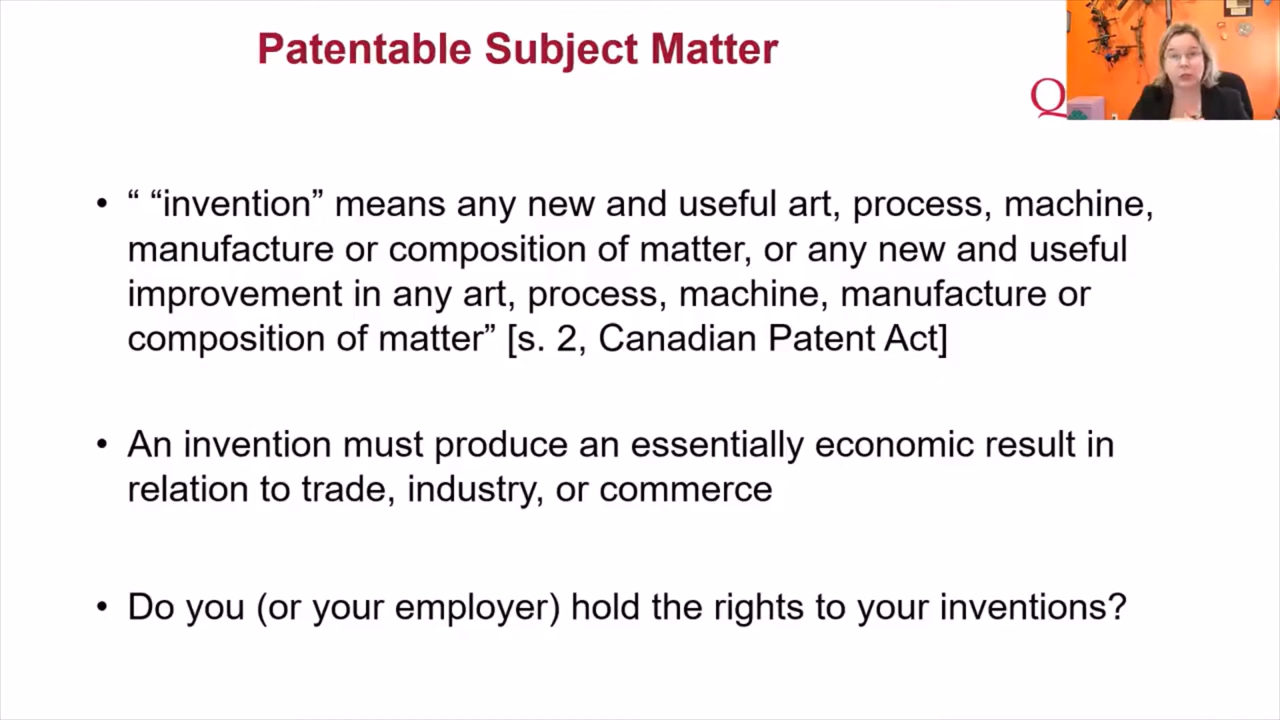 Patentable Subject Matter
Q
• “ “invention” means any new and useful art, process, machine,
manufacture or composition of matter, or any new and useful
improvement in any art, process, machine, manufacture or
composition of matter” [s. 2, Canadian Patent Act]
• An invention must produce an essentially economic result in
relation to trade, industry, or commerce
• Do you (or your employer) hold the rights to your inventions?